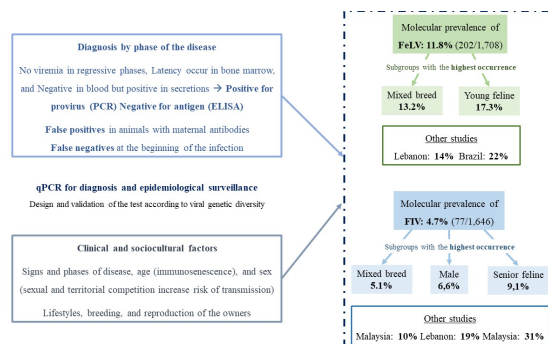 Diagnosis by phase of the disease
No viremia in regressive phases, Latency occur in bone marrow,
and Negative in blood but positive in secretions → Positive for
provirus (PCR) Negative for antigen (ELISA)
False positives in animals with maternal antibodies
False negatives at the beginning of the infection
qPCR for diagnosis and epidemiological surveillance
Design and validation of the test according to viral genetic diversity
Clinical and sociocultural factors
Signs and phases of disease, age (immunosenescence), and sex
(sexual and territorial competition increase risk of transmission)
Lifestyles, breeding, and reproduction of the owners
Molecular prevalence of
FeLV: 11.8% (202/1,708)
Subgroups with the highest occurrence
Mixed breed
13.2%
Young feline
17.3%
Other studies
Lebanon: 14% Brazil: 22%
Molecular prevalence of
FIV: 4.7% (77/1,646)
Subgroups with the highest occurrence
Mixed breed
5.1%
Male
6,6%
Senior feline
9,1%
Other studies
Malaysia: 10% Lebanon: 19% Malaysia: 31%